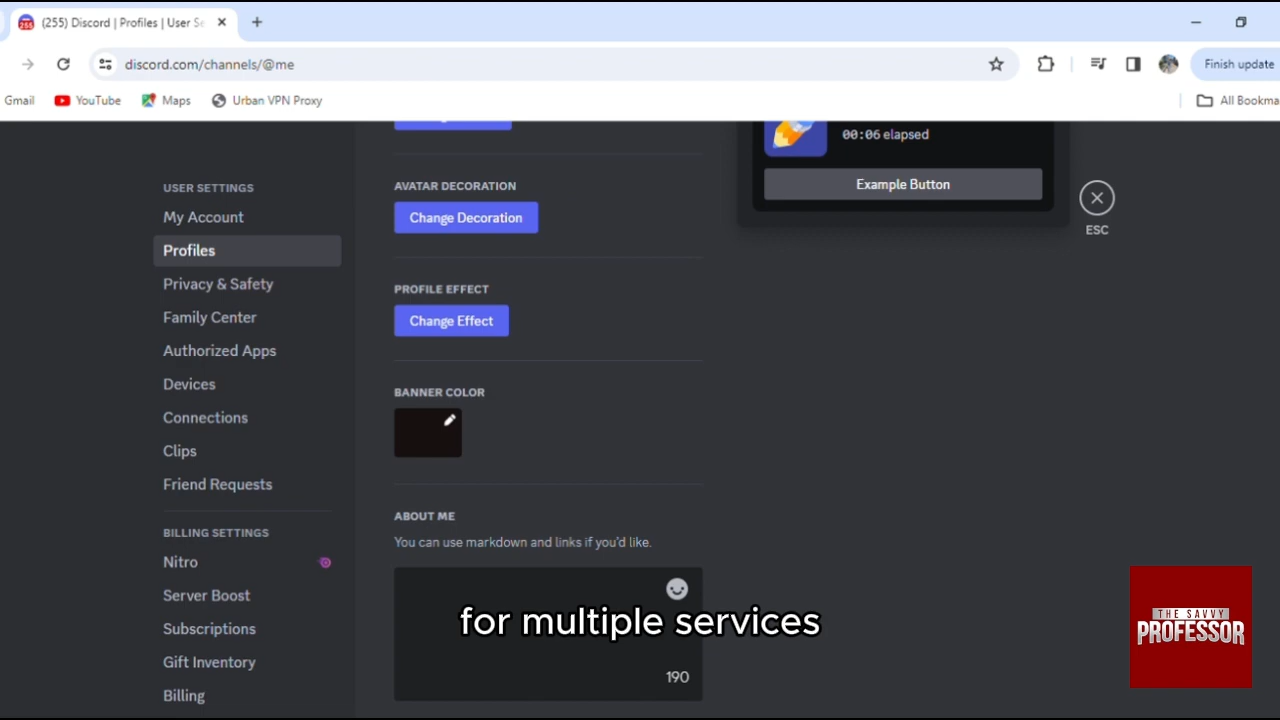 (255) Discord | Profiles | User Se
discord.com/channels/@me
Finish update
Gmail
YouTube
Maps
Urban VPN Proxy
All Bookma
00:06 elapsed
Example Button
ESC
USER SETTINGS
My Account
Profiles
Privacy & Safety
Family Center
Authorized Apps
Devices
Connections
Clips
Friend Requests
BILLING SETTINGS
Nitro
Server Boost
Subscriptions
Gift Inventory
Billing
AVATAR DECORATION
Change Decoration
PROFILE EFFECT
Change Effect
BANNER COLOR
ABOUT ME
You can use markdown and links if you'd like.
190
for multiple services
THE SAVVY
PROFESSOR